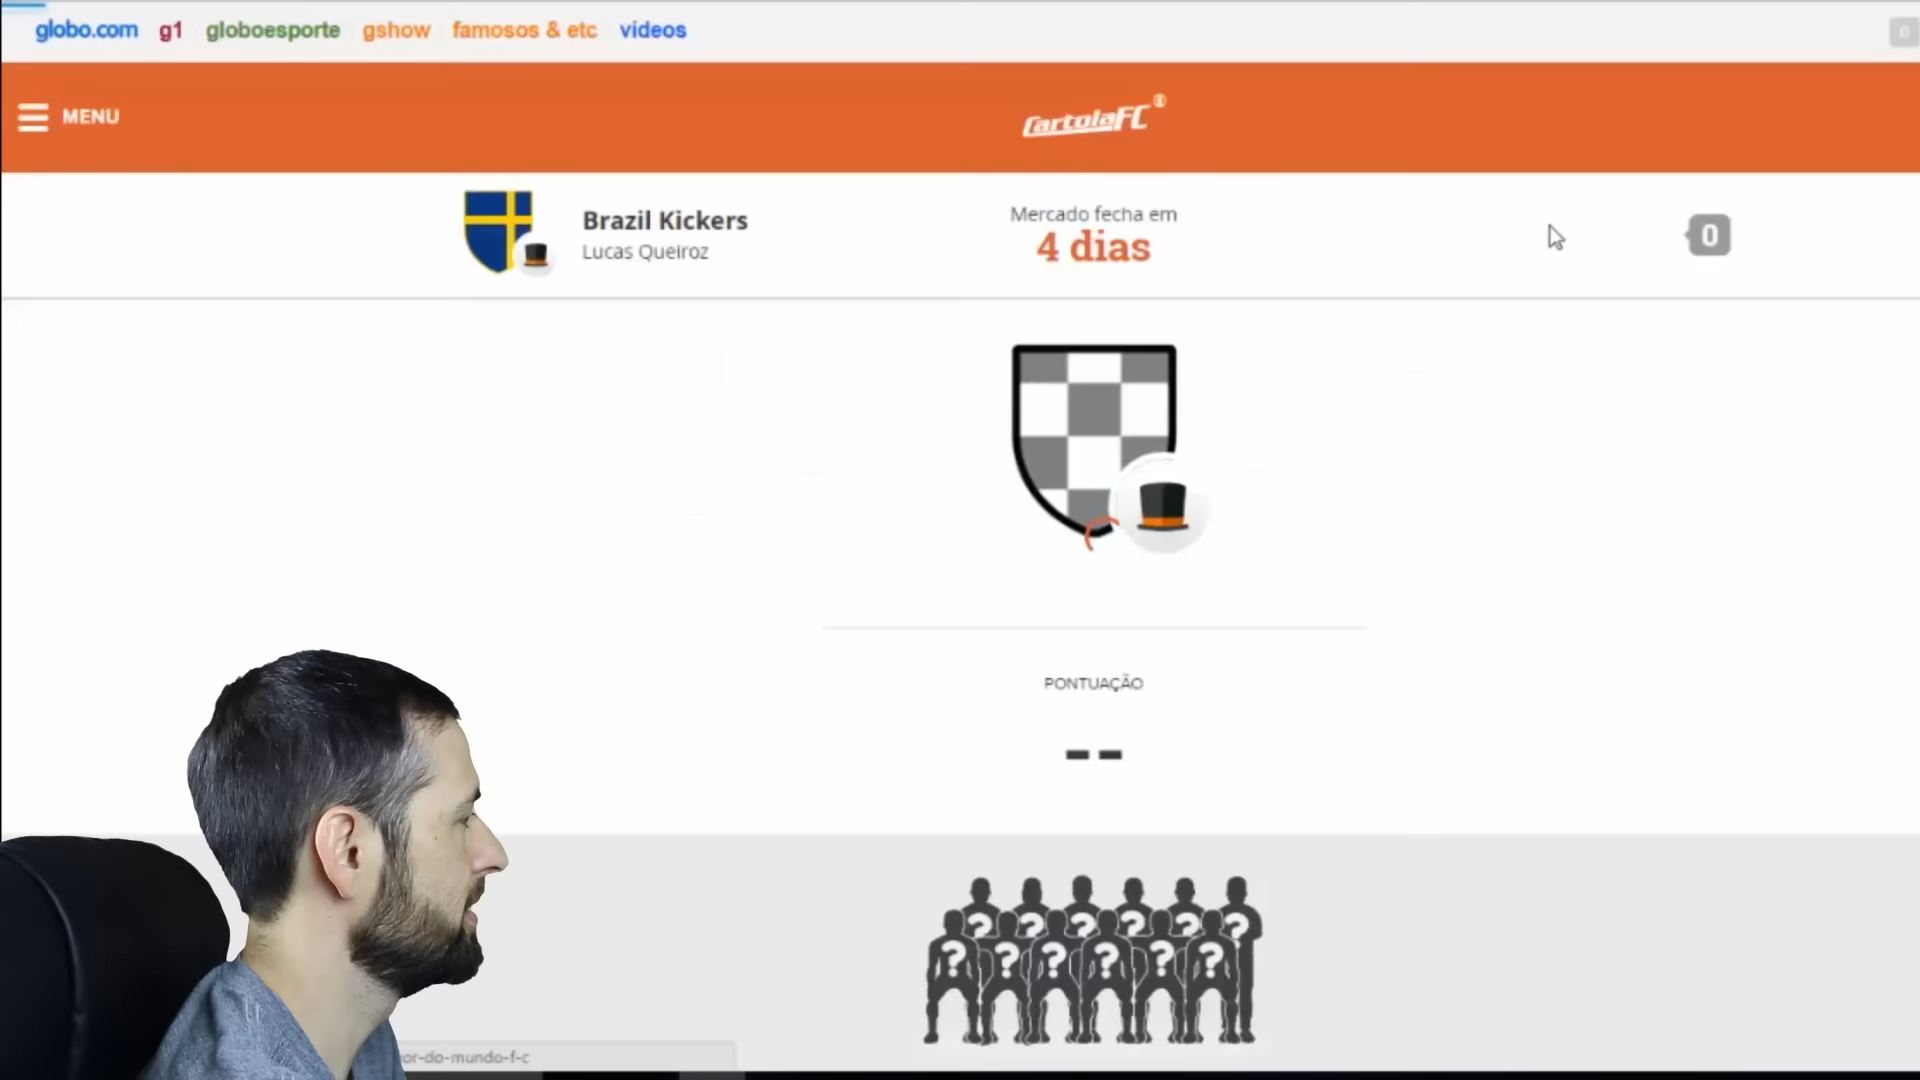 globo.com g1 globoesporte gshow famosos & etc vídeos
0
MENU
CartolaFC®
Brazil Kickers
Lucas Queiroz
Mercado fecha em
4 dias
0
PONTUAÇÃO
--
? ? ? ? ? ?
? ? ? ? ? ?
or-do-mundo-f-c